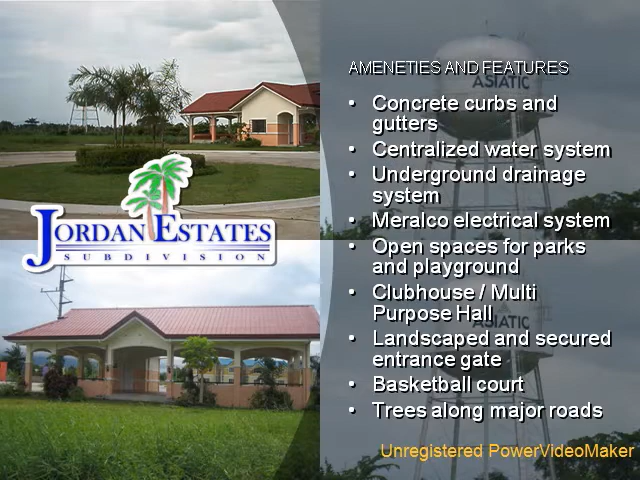 AMENETIES AND FEATURES
ASIATIC
• Concrete curbs and
gutters
• Centralized water system
• Underground drainage
system
• Meralco electrical system
• Open spaces for parks
and playground
• Clubhouse / Multi
Purpose Hall
ASIATIC
• Landscaped and secured
entrance gate
• Basketball court
• Trees along major roads
JORDAN ESTATES
SUBDIVISION
Unregistered PowerVideoMaker